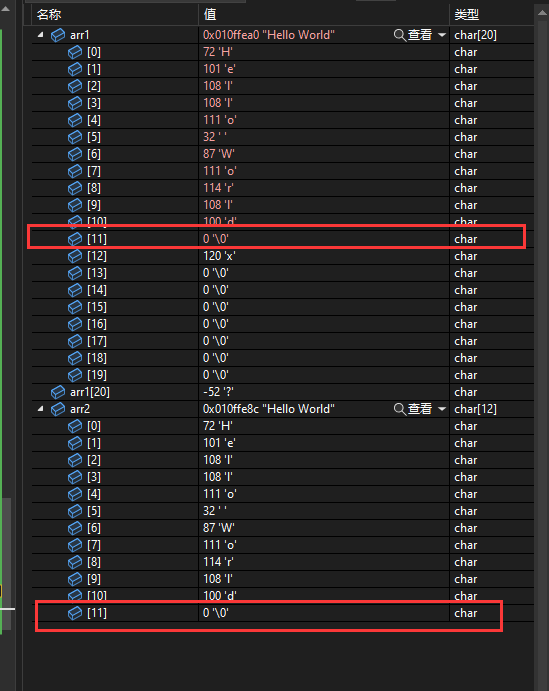 名称 值 类型
arr1 0x010ffea0 "Hello World" 查看 char[20]
[0] 72 'H' char
[1] 101 'e' char
[2] 108 'l' char
[3] 108 'l' char
[4] 111 'o' char
[5] 32 ' ' char
[6] 87 'W' char
[7] 111 'o' char
[8] 114 'r' char
[9] 108 'l' char
[10] 100 'd' char
[11] 0 '\0' char
[12] 120 'x' char
[13] 0 '\0' char
[14] 0 '\0' char
[15] 0 '\0' char
[16] 0 '\0' char
[17] 0 '\0' char
[18] 0 '\0' char
[19] 0 '\0' char
arr1[20] -52 '?' char
arr2 0x010ffe8c "Hello World" 查看 char[12]
[0] 72 'H' char
[1] 101 'e' char
[2] 108 'l' char
[3] 108 'l' char
[4] 111 'o' char
[5] 32 ' ' char
[6] 87 'W' char
[7] 111 'o' char
[8] 114 'r' char
[9] 108 'l' char
[10] 100 'd' char
[11] 0 '\0' char